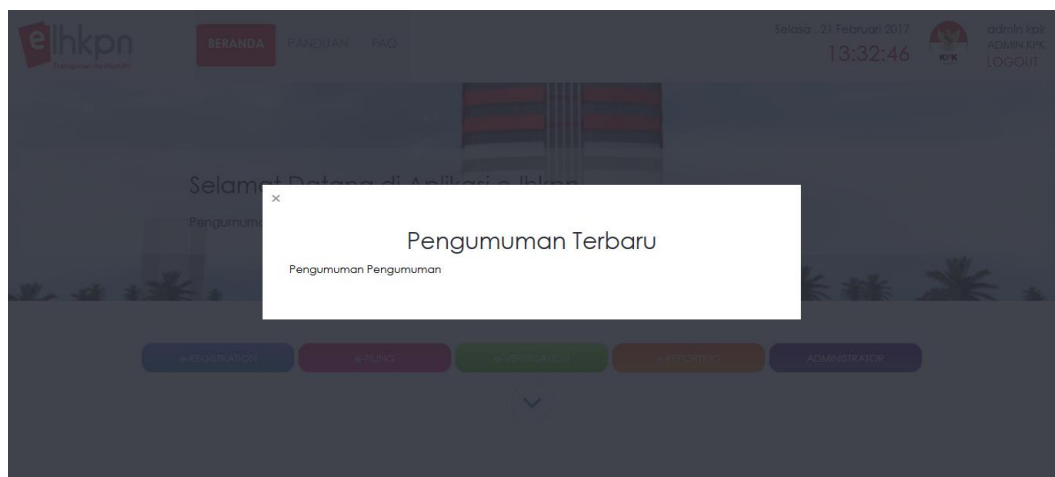 elhkpn
BERANDA
PANDUAN
FAQ
Selasa , 21 Februari 2017
13:32:46
KPK
admin kpk
ADMIN KPK
LOGOUT
Selamat Datang di Aplikasi e-lhkpn
×
Pengumuman Terbaru
Pengumuman Pengumuman
e-REGISTRATION
e-FILING
e-VERIFICATION
e-REPORTING
ADMINISTRATOR